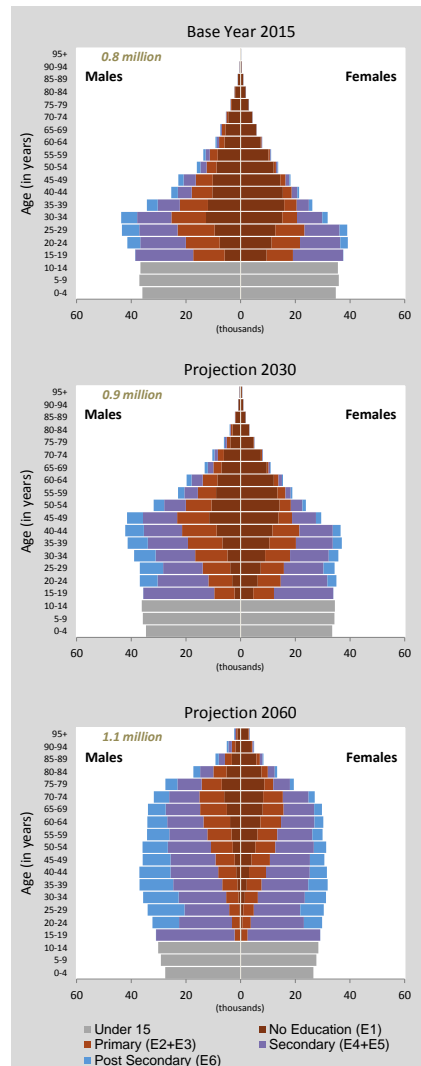 Base Year 2015
0.8 million
Males
Females
Age (in years)
95+
90-94
85-89
80-84
75-79
70-74
65-69
60-64
55-59
50-54
45-49
40-44
35-39
30-34
25-29
20-24
15-19
10-14
5-9
0-4
60 40 20 0 20 40 60
(thousands)
Projection 2030
0.9 million
Males
Females
Age (in years)
95+
90-94
85-89
80-84
75-79
70-74
65-69
60-64
55-59
50-54
45-49
40-44
35-39
30-34
25-29
20-24
15-19
10-14
5-9
0-4
60 40 20 0 20 40 60
(thousands)
Projection 2060
1.1 million
Males
Females
Age (in years)
95+
90-94
85-89
80-84
75-79
70-74
65-69
60-64
55-59
50-54
45-49
40-44
35-39
30-34
25-29
20-24
15-19
10-14
5-9
0-4
60 40 20 0 20 40 60
(thousands)
Under 15
No Education (E1)
Primary (E2+E3)
Secondary (E4+E5)
Post Secondary (E6)